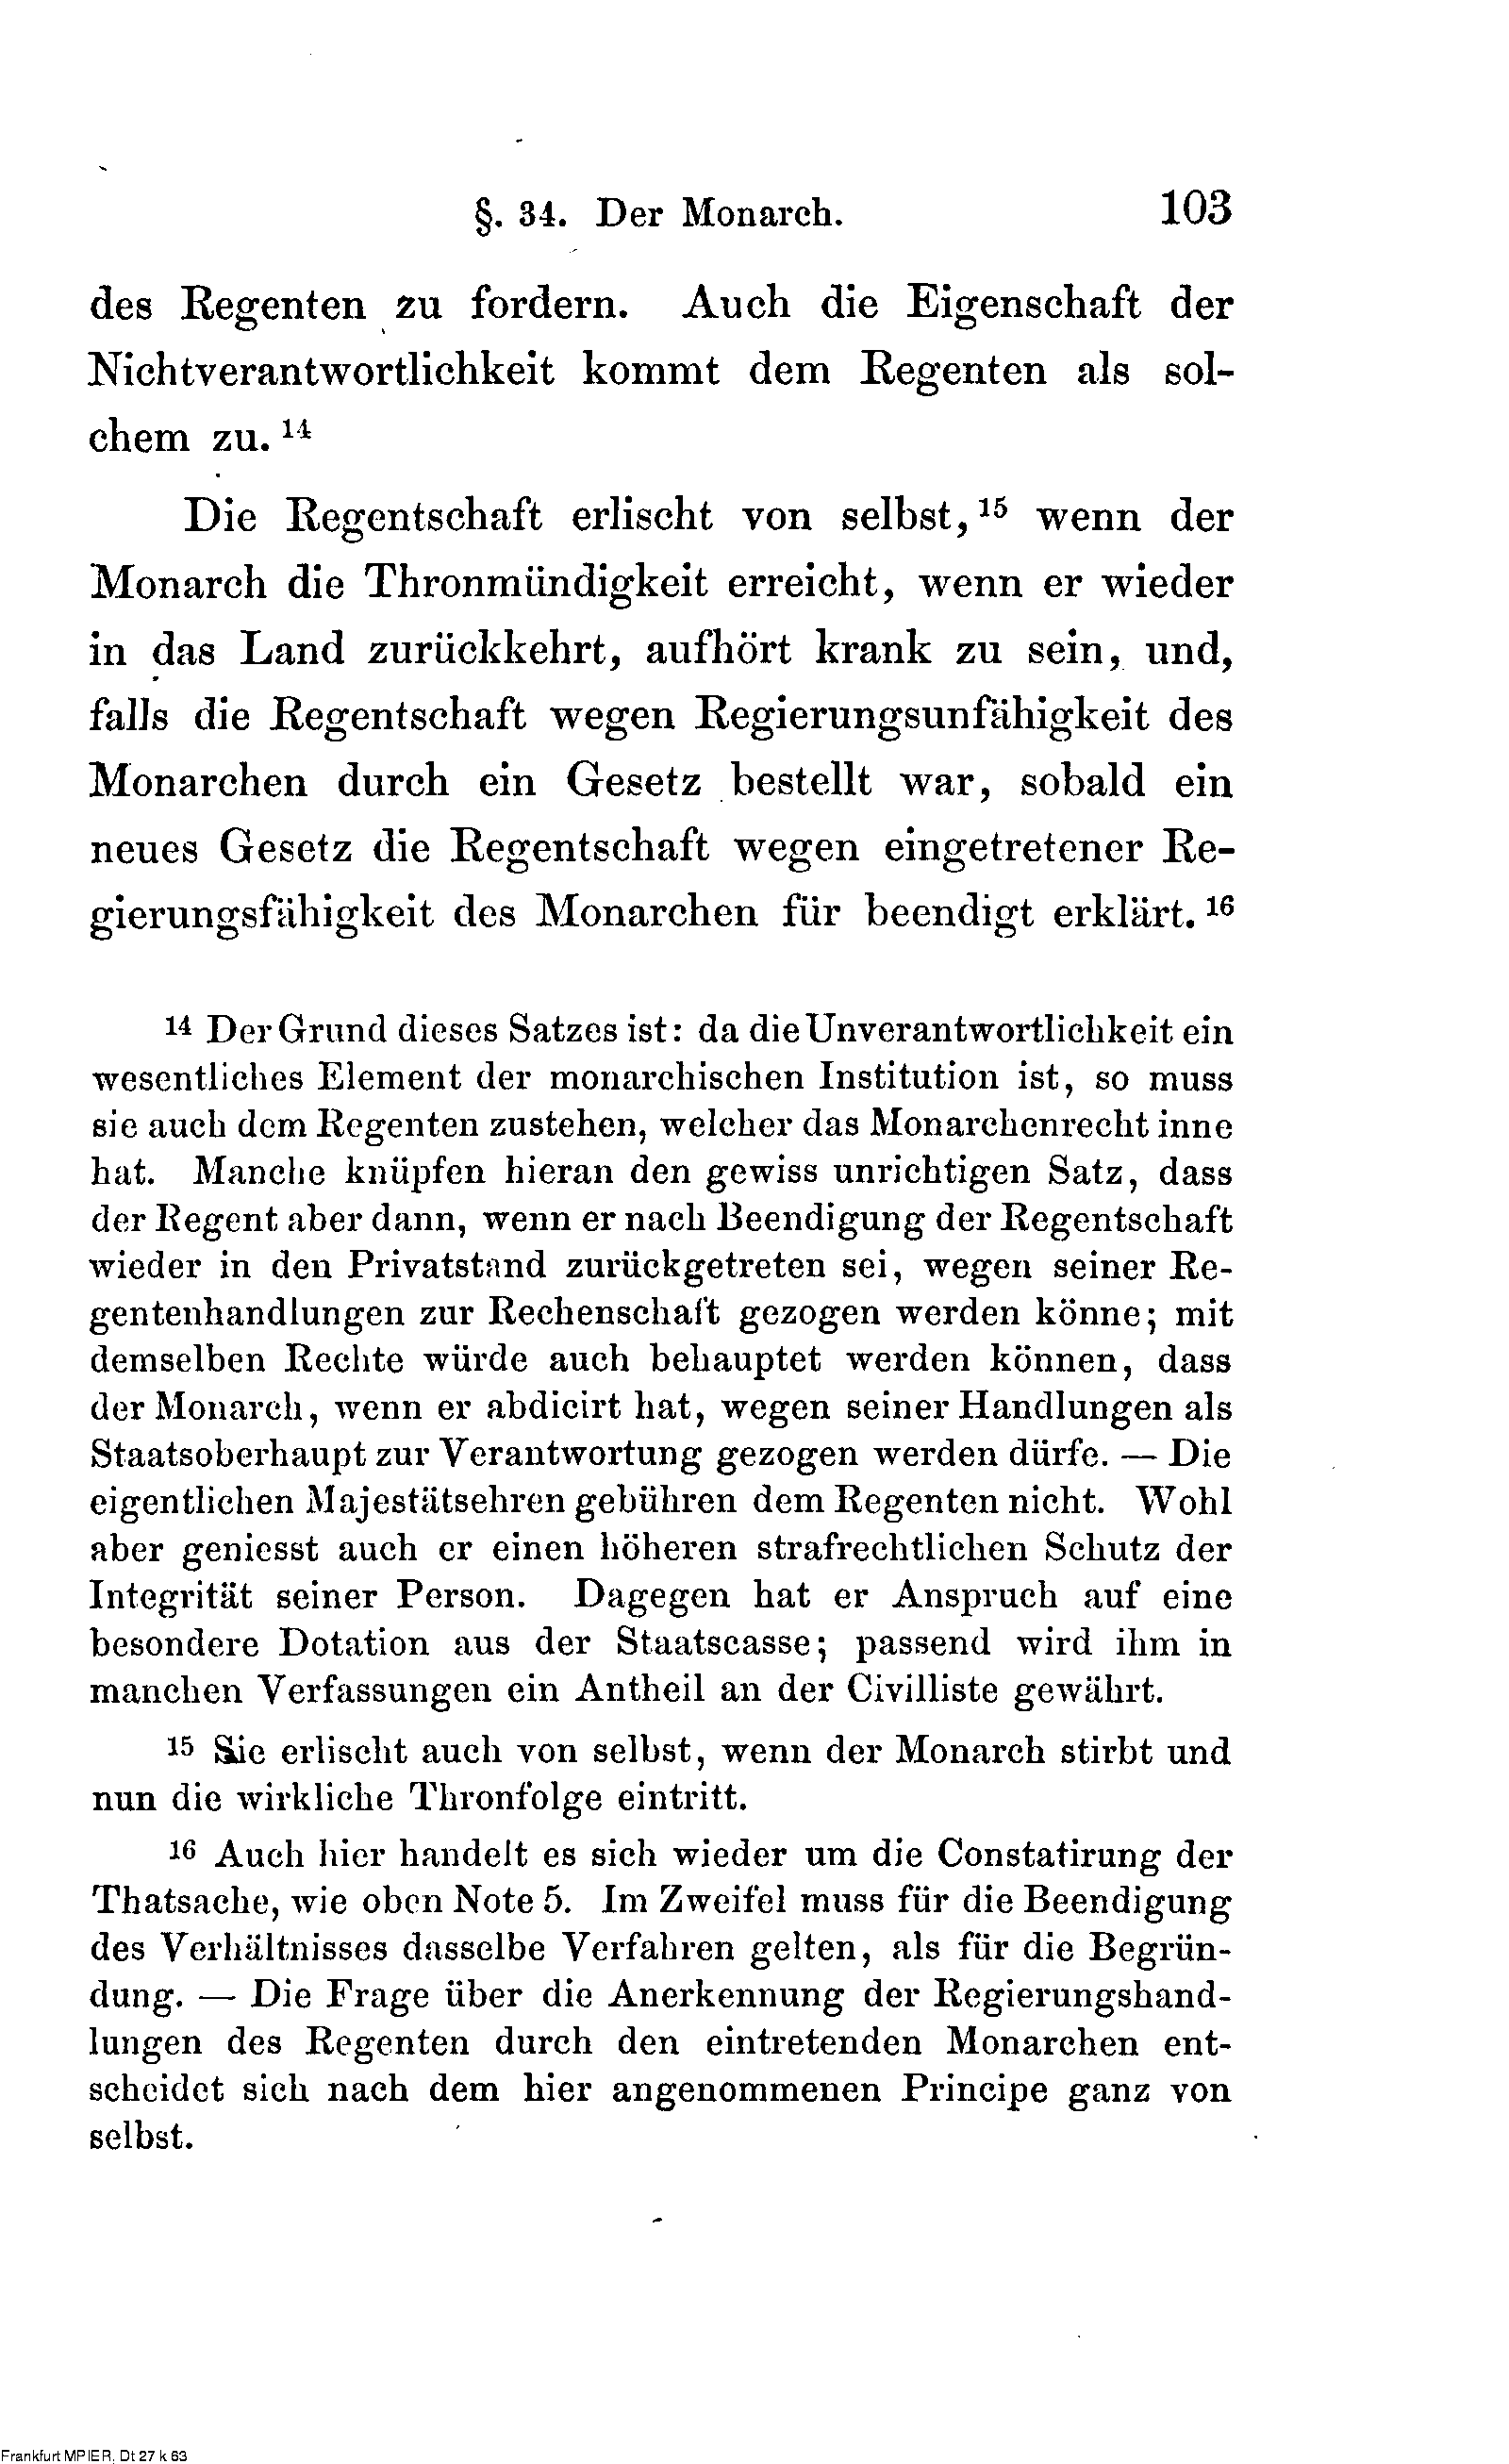 §. 34. Der Monarch. 103
des Regenten zu fordern. Auch die Eigenschaft der
Nichtverantwortlichkeit kommt dem Regenten als sol-
chem zu. 14
Die Regentschaft erlischt von selbst, 15 wenn der
Monarch die Thronmündigkeit erreicht, wenn er wieder
in das Land zurückkehrt, aufhört krank zu sein, und,
falls die Regentschaft wegen Regierungsunfähigkeit des
Monarchen durch ein Gesetz bestellt war, sobald ein
neues Gesetz die Regentschaft wegen eingetretener Re-
gierungsfähigkeit des Monarchen für beendigt erklärt. 16
14 Der Grund dieses Satzes ist: da die Unverantwortlichkeit ein
wesentliches Element der monarchischen Institution ist, so muss
sie auch dem Regenten zustehen, welcher das Monarchenrecht inne
hat. Manche knüpfen hieran den gewiss unrichtigen Satz, dass
der Regent aber dann, wenn er nach Beendigung der Regentschaft
wieder in den Privatstand zurückgetreten sei, wegen seiner Re-
gentenhandlungen zur Rechenschaft gezogen werden könne; mit
demselben Rechte würde auch behauptet werden können, dass
der Monarch, wenn er abdicirt hat, wegen seiner Handlungen als
Staatsoberhaupt zur Verantwortung gezogen werden dürfe. — Die
eigentlichen Majestätsehren gebühren dem Regenten nicht. Wohl
aber geniesst auch er einen höheren strafrechtlichen Schutz der
Integrität seiner Person. Dagegen hat er Anspruch auf eine
besondere Dotation aus der Staatscasse; passend wird ihm in
manchen Verfassungen ein Antheil an der Civilliste gewährt.
15 Sie erlischt auch von selbst, wenn der Monarch stirbt und
nun die wirkliche Thronfolge eintritt.
16 Auch hier handelt es sich wieder um die Constatirung der
Thatsache, wie oben Note 5. Im Zweifel muss für die Beendigung
des Verhältnisses dasselbe Verfahren gelten, als für die Begrün-
dung. — Die Frage über die Anerkennung der Regierungshand-
lungen des Regenten durch den eintretenden Monarchen ent-
scheidet sich nach dem hier angenommenen Principe ganz von
selbst.
Frankfurt MPIER, Dt 27 k 63